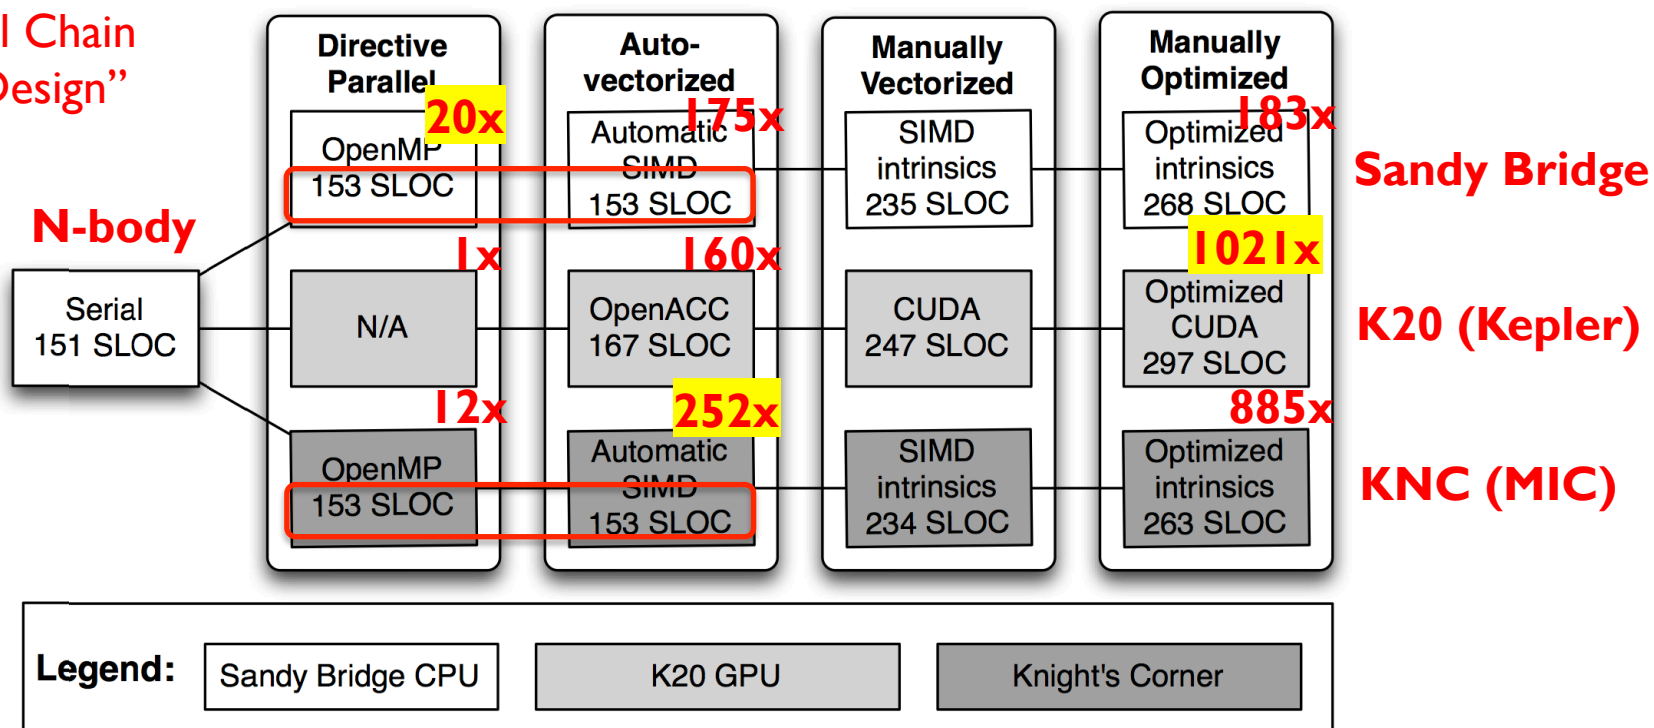 l Chain
Design”
Directive
Parallel
Auto-
vectorized
Manually
Vectorized
Manually
Optimized
20x
175x
183x
OpenMP
153 SLOC
Automatic
SIMD
153 SLOC
SIMD
intrinsics
235 SLOC
Optimized
intrinsics
268 SLOC
Sandy Bridge
N-body
1x
160x
1021x
Serial
151 SLOC
N/A
OpenACC
167 SLOC
CUDA
247 SLOC
Optimized
CUDA
297 SLOC
K20 (Kepler)
12x
252x
885x
OpenMP
153 SLOC
Automatic
SIMD
153 SLOC
SIMD
intrinsics
234 SLOC
Optimized
intrinsics
263 SLOC
KNC (MIC)
Legend:
Sandy Bridge CPU
K20 GPU
Knight's Corner